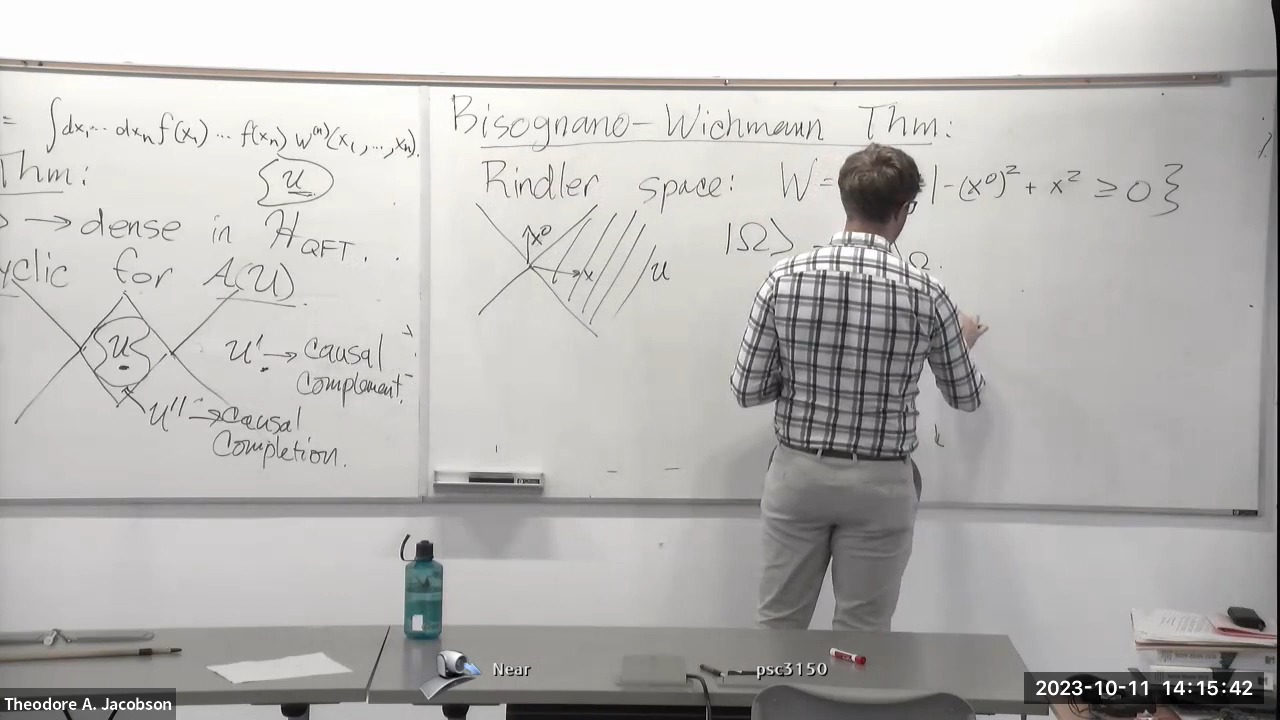 = ∫dx₁... dxₙ f(x₁) ... f(xₙ) W⁽ⁿ⁾(x₁, ..., xₙ).
Thm:
{U}
→ dense in H_QFT.
cyclic for A(U).
U
U' → causal
complement
U'' → causal
completion.
Bisognano-Wichmann Thm:
Rindler space: W= | -(x⁰)² + x² ≥ 0}
x⁰
x
U
|Ω⟩
Ω.
Near
psc3150
Theodore A. Jacobson
2023-10-11 14:15:42